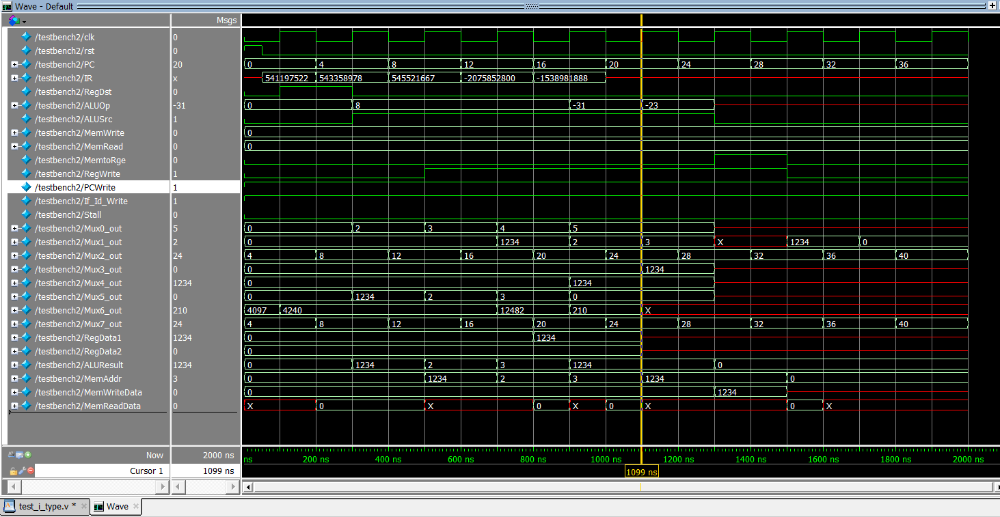 Wave - Default
Msgs
/testbench2/clk 0
/testbench2/rst 0
/testbench2/PC 20 0 4 8 12 16 20 24 28 32 36
/testbench2/IR x 541197522 543358978 545521667 -2075852800 -1538981888
/testbench2/RegDst 0
/testbench2/ALUOp -31 0 8 -31 -23
/testbench2/ALUSrc 1
/testbench2/MemWrite 0 0
/testbench2/MemRead 0 0
/testbench2/MemtoRge 0
/testbench2/RegWrite 1
/testbench2/PCWrite 1
/testbench2/If_Id_Write 1
/testbench2/Stall 0
/testbench2/Mux0_out 5 0 2 3 4 5
/testbench2/Mux1_out 2 0 1234 2 3 X 1234 0
/testbench2/Mux2_out 24 4 8 12 16 20 24 28 32 36 40
/testbench2/Mux3_out 0 0 1234
/testbench2/Mux4_out 1234 0 1234
/testbench2/Mux5_out 0 0 1234 2 3 0
/testbench2/Mux6_out 210 4097 4240 12482 210 X
/testbench2/Mux7_out 24 4 8 12 16 20 24 28 32 36 40
/testbench2/RegData1 1234 0 1234
/testbench2/RegData2 0 0
/testbench2/ALUResult 1234 0 1234 2 3 1234 0
/testbench2/MemAddr 3 0 1234 2 3 1234 0
/testbench2/MemWriteData 0 0 1234
/testbench2/MemReadData 0 X 0 X 0 X 0 X 0 X
Now 2000 ns ns 200 ns 400 ns 600 ns 800 ns 1000 ns 1200 ns 1400 ns 1600 ns 1800 ns 2000 ns
Cursor 1 1099 ns 1099 ns
test_i_type.v * Wave